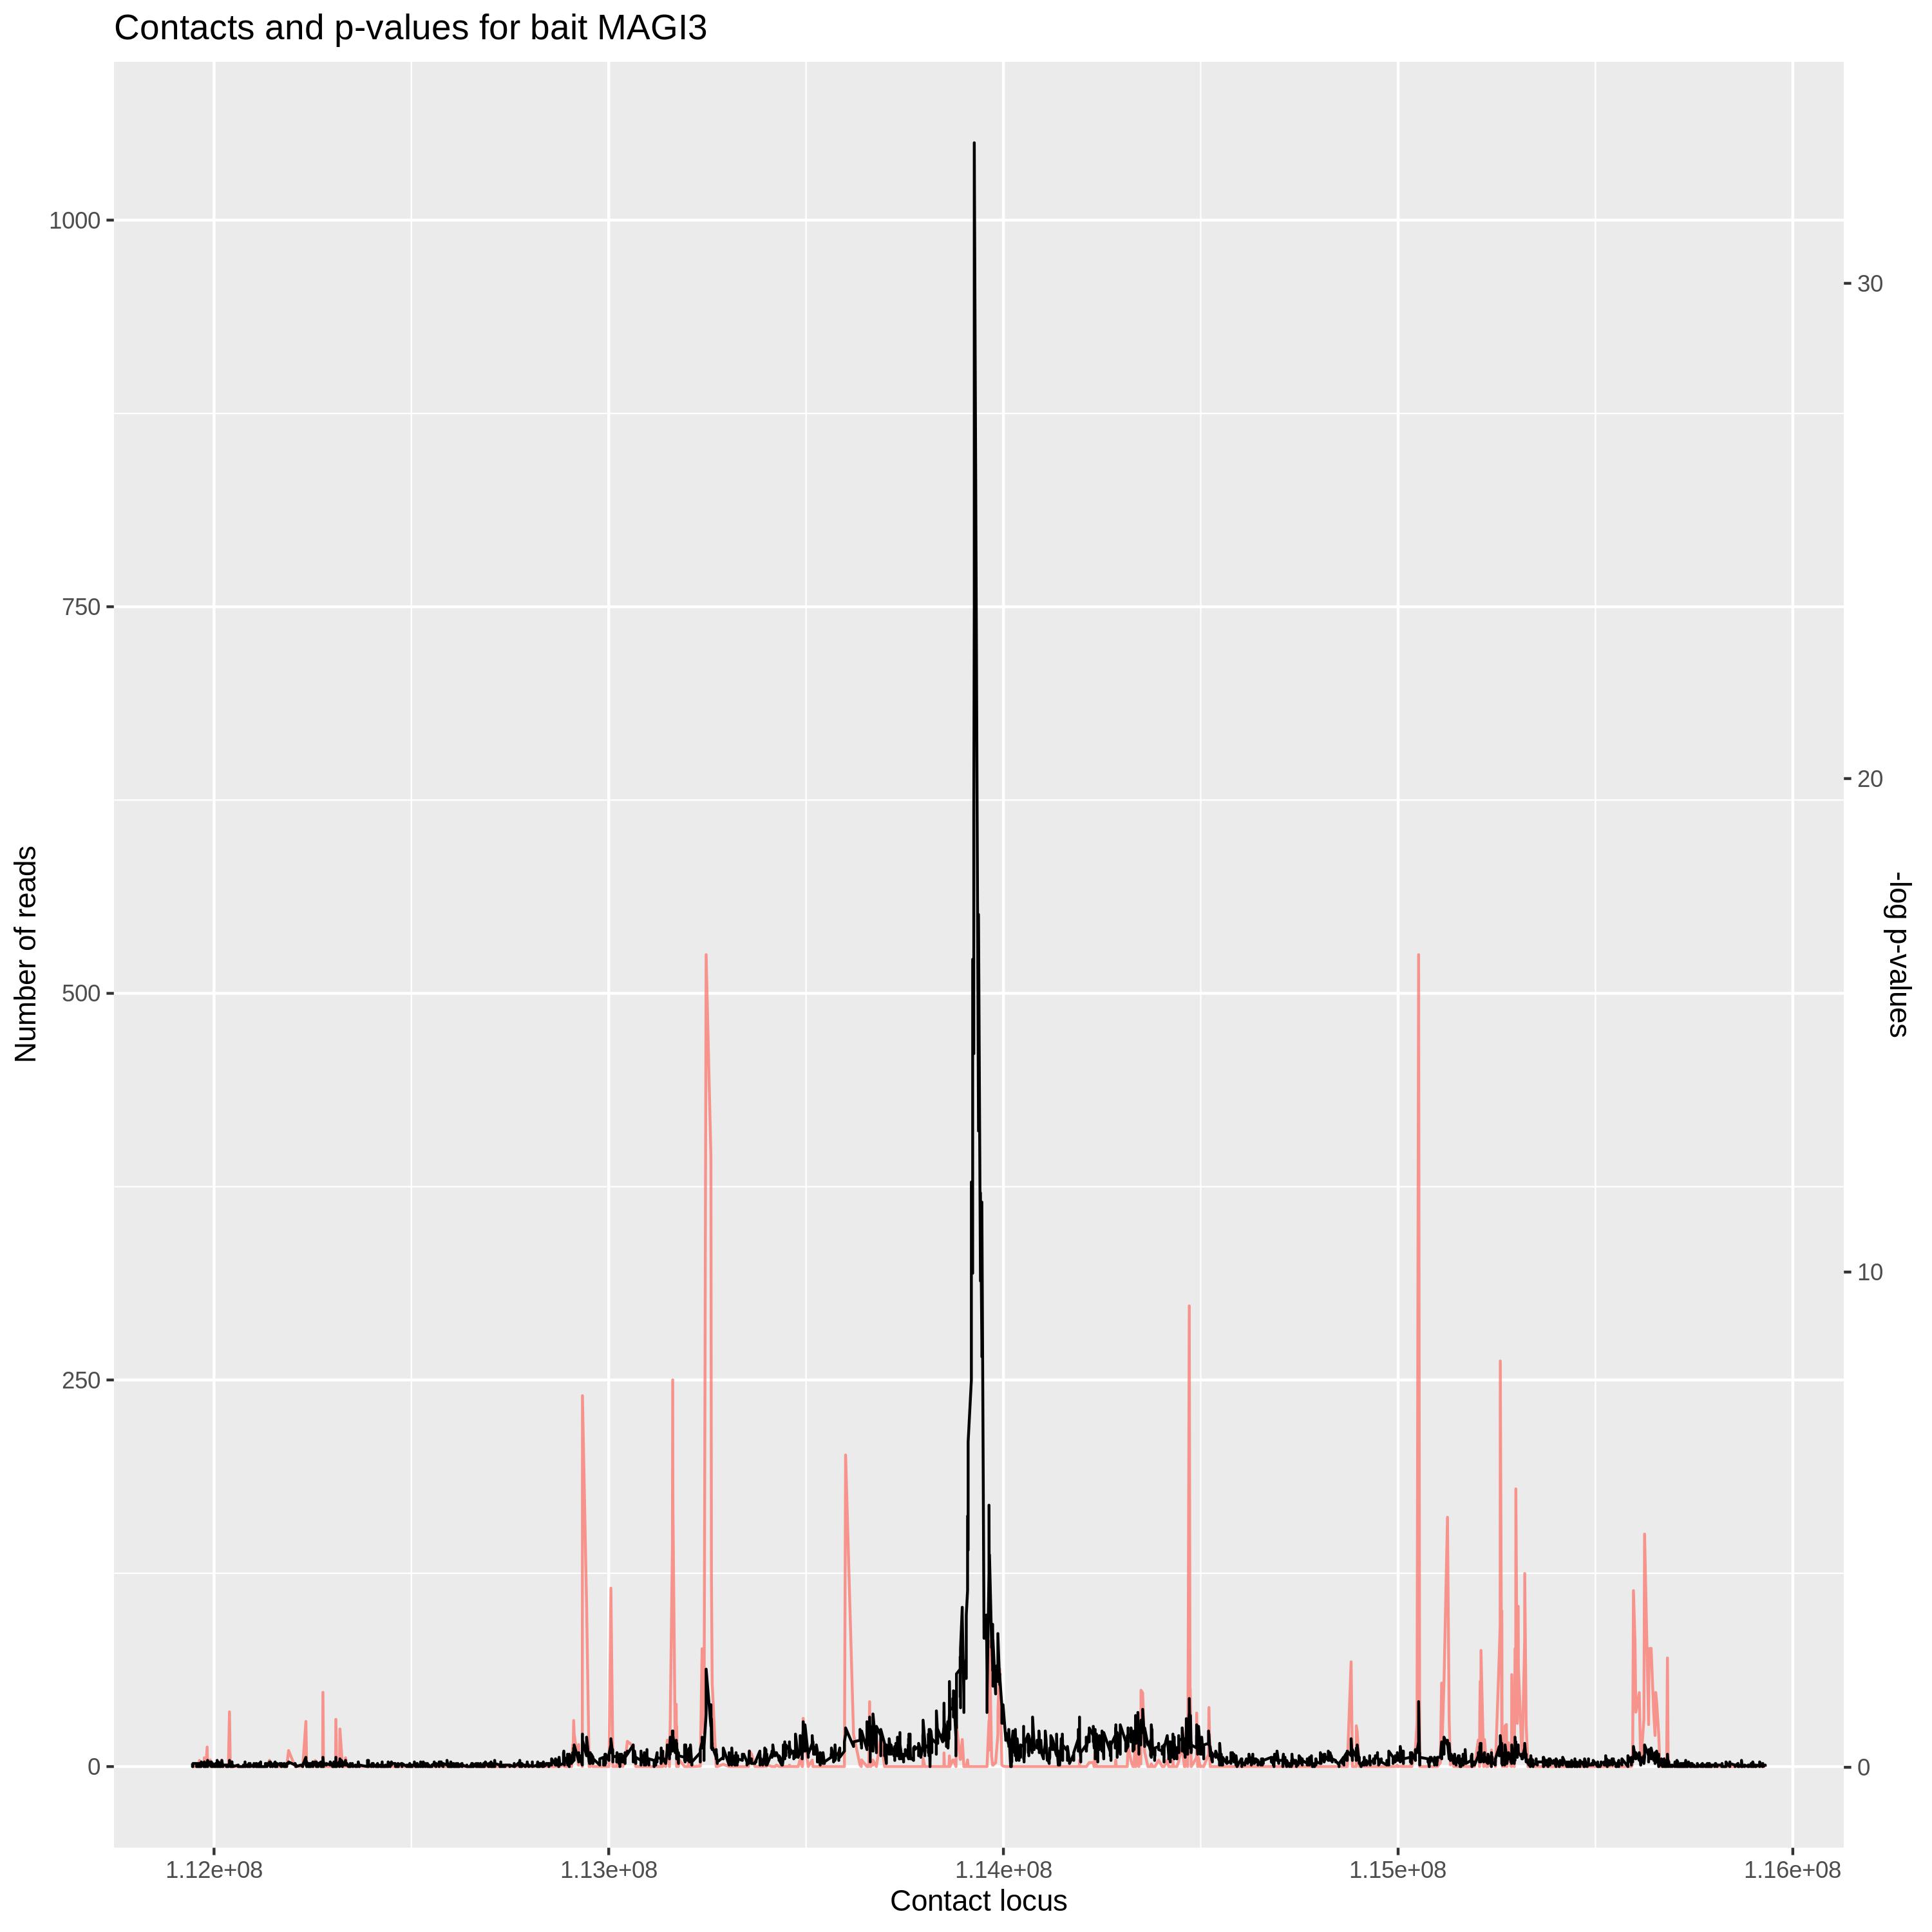 Contacts and p-values for bait MAGI3
1000
750
500
250
0
Number of reads
30
20
10
0
-log p-values
1.12e+08
1.13e+08
1.14e+08
1.15e+08
1.16e+08
Contact locus